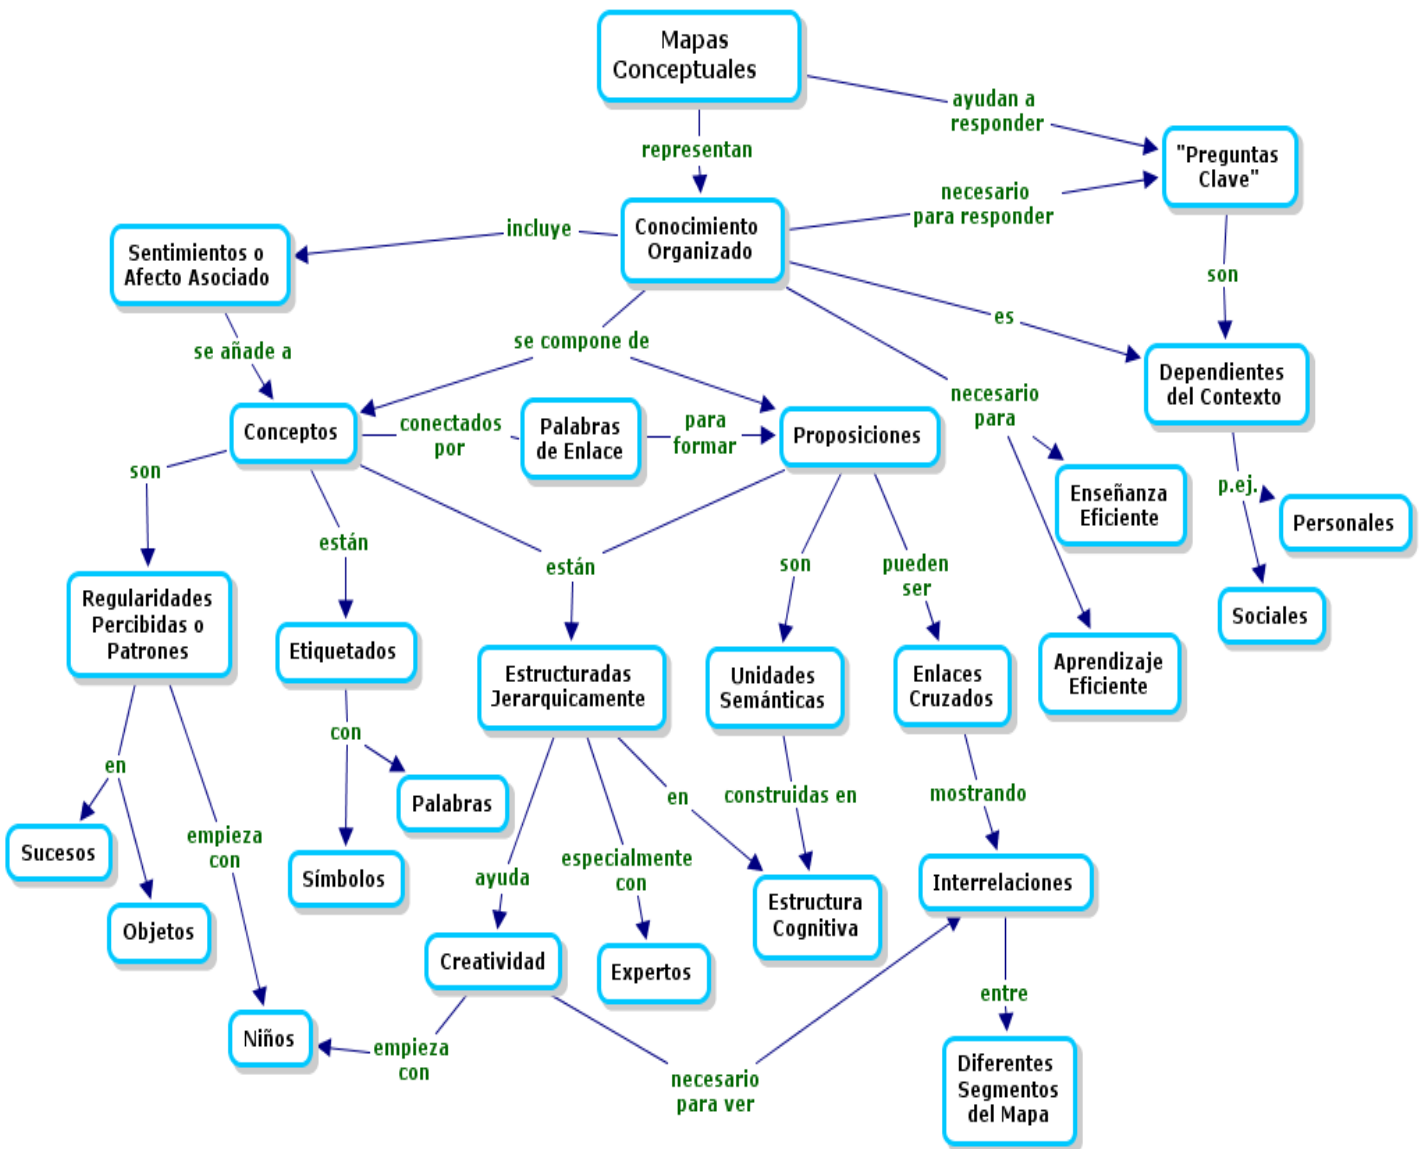 Mapas
Conceptuales
ayudan a
responder
representan
"Preguntas
Clave"
necesario
para responder
incluye
Conocimiento
Organizado
Sentimientos o
Afecto Asociado
son
es
se añade a
se compone de
Dependientes
del Contexto
necesario
para
Conceptos
conectados
por
Palabras
de Enlace
para
formar
Proposiciones
son
p.ej.
Enseñanza
Eficiente
Personales
están
están
son
pueden
ser
Regularidades
Percibidas o
Patrones
Etiquetados
Estructuradas
Jerarquicamente
Unidades
Semánticas
Enlaces
Cruzados
Aprendizaje
Eficiente
Sociales
con
en
Palabras
en
construidas en
mostrando
Sucesos
empieza
con
Símbolos
ayuda
especialmente
con
Estructura
Cognitiva
Interrelaciones
Objetos
Creatividad
Expertos
entre
Niños
empieza
con
necesario
para ver
Diferentes
Segmentos
del Mapa